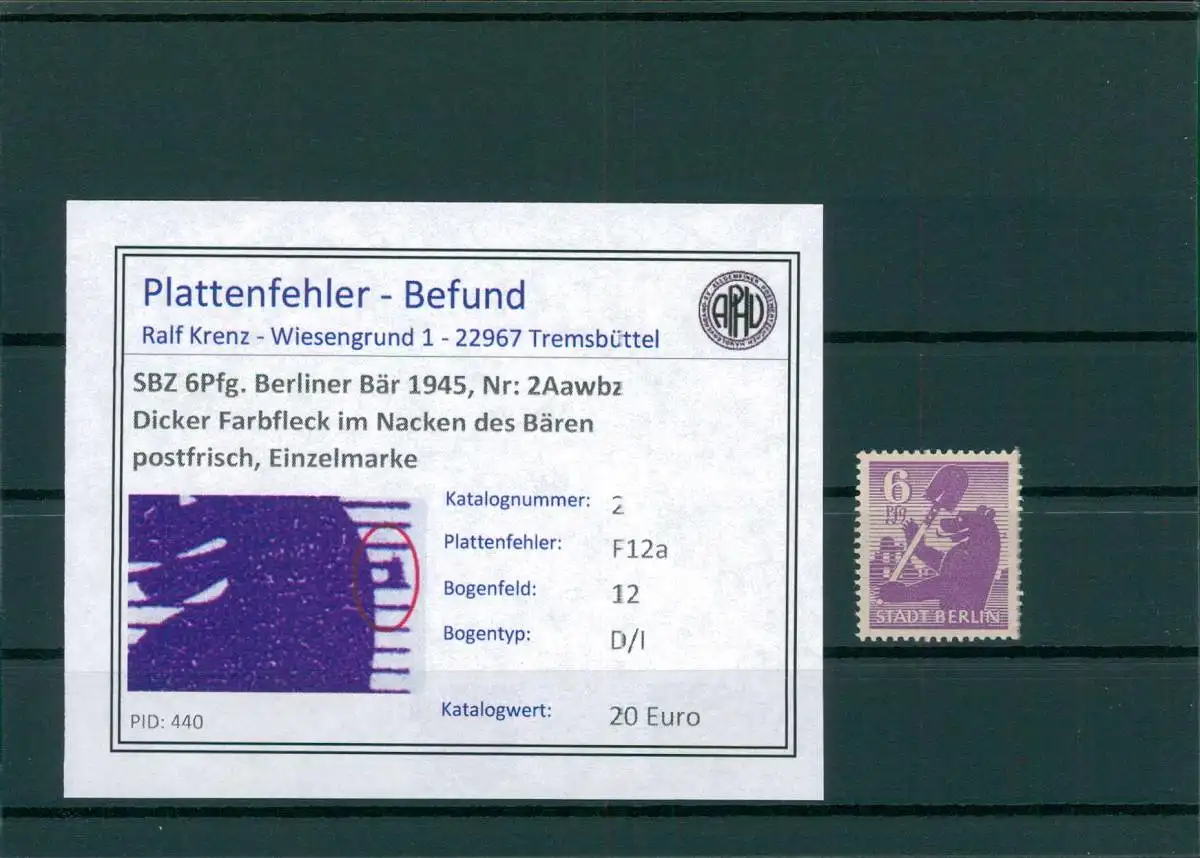 Plattenfehler - Befund
Ralf Krenz - Wiesengrund 1 - 22967 Tremsbüttel
APHV
SBZ 6Pfg. Berliner Bär 1945, Nr: 2Aawbz
Dicker Farbfleck im Nacken des Bären
postfrisch, Einzelmarke
Katalognummer: 2
Plattenfehler: F12a
Bogenfeld: 12
Bogentyp: D/I
Katalogwert: 20 Euro
PID: 440
6
Pfg
STADT BERLIN